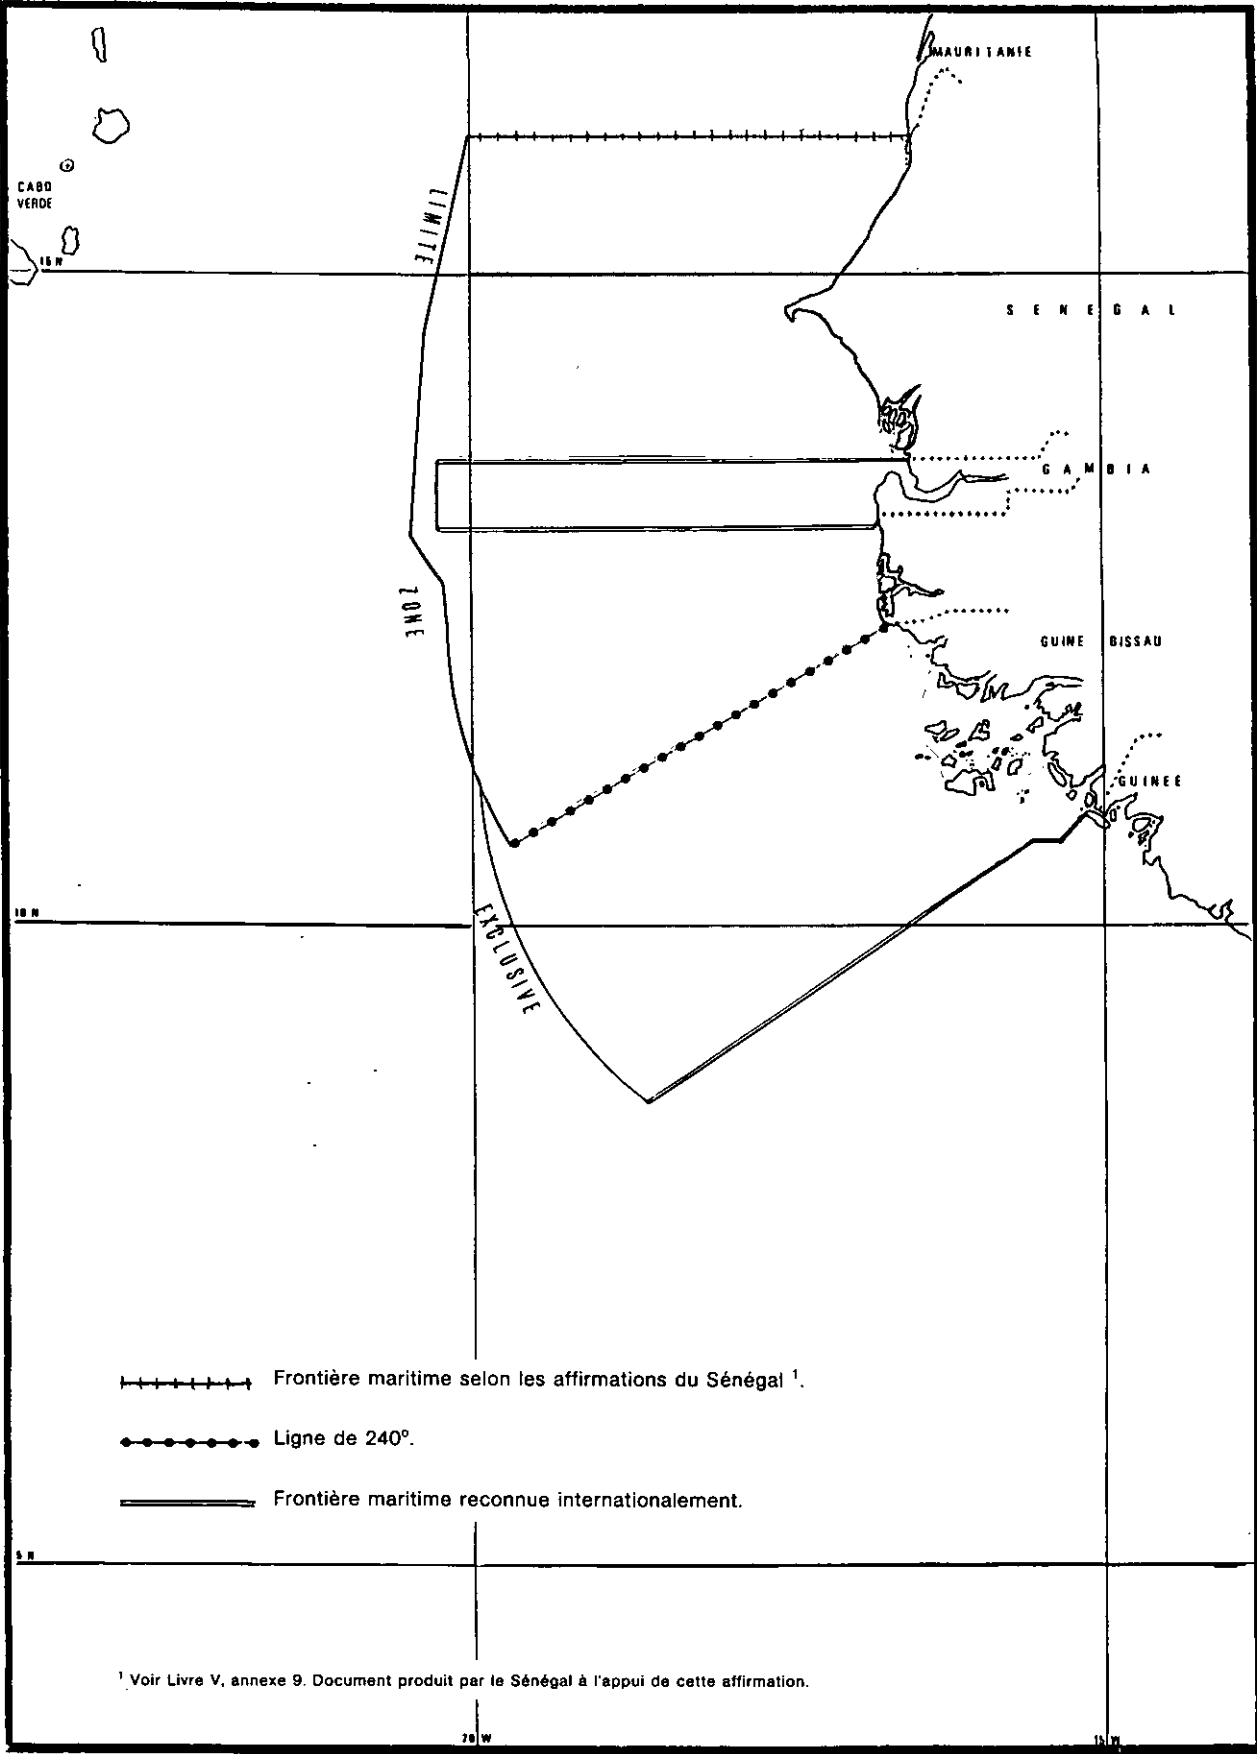 MAURITANIE
CABO
VERDE
LIMITE
15 N
S E N E G A L
G A M B I A
ZONE
GUINE BISSAU
GUINEE
10 N
EXCLUSIVE
Frontière maritime selon les affirmations du Sénégal ¹.
Ligne de 240º.
Frontière maritime reconnue internationalement.
5 N
¹ Voir Livre V, annexe 9. Document produit par le Sénégal à l'appui de cette affirmation.
20 W
15 W